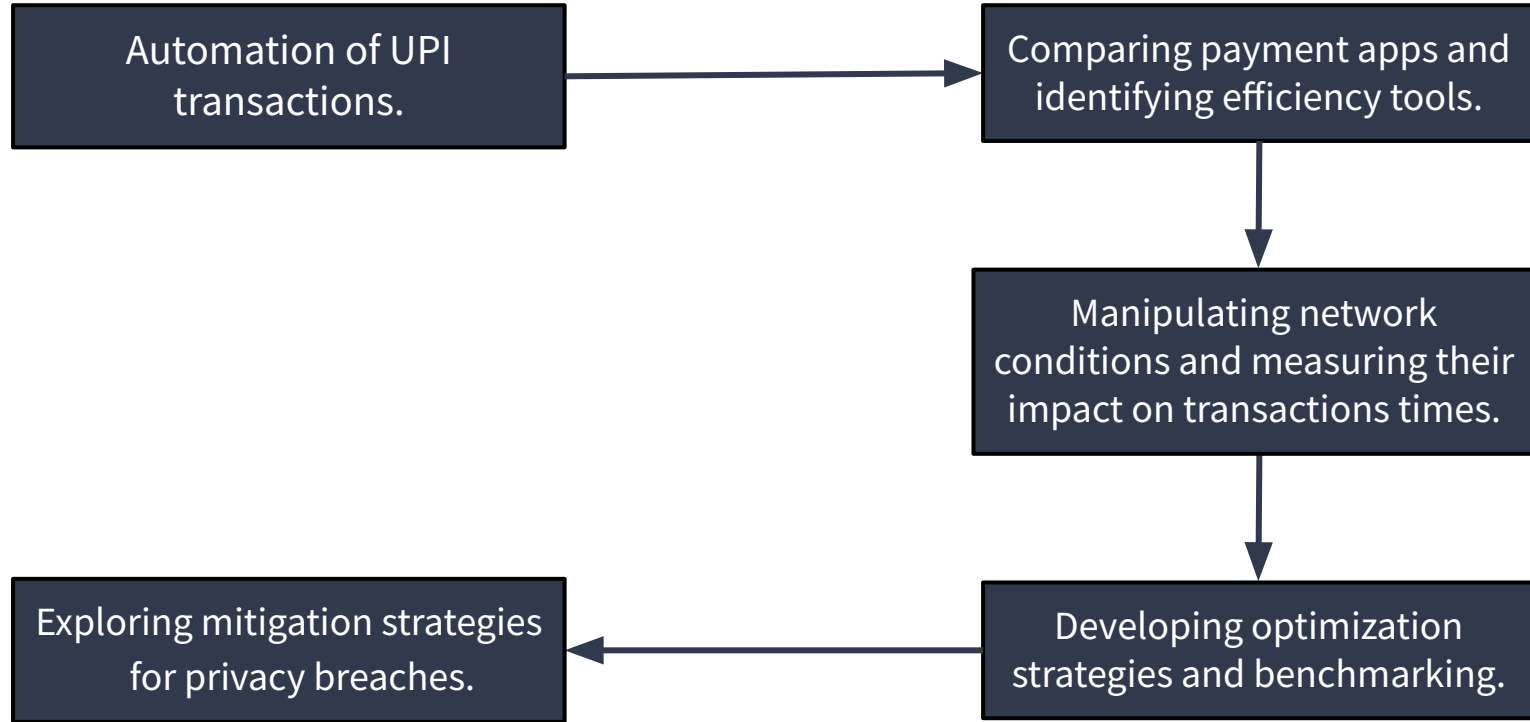 Automation of UPI
transactions.
Comparing payment apps and
identifying efficiency tools.
Manipulating network
conditions and measuring their
impact on transactions times.
Developing optimization
strategies and benchmarking.
Exploring mitigation strategies
for privacy breaches.